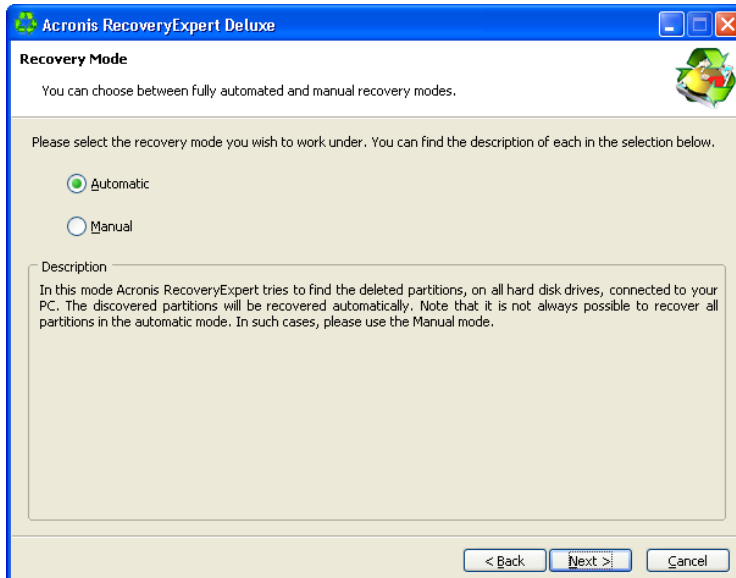 Acronis RecoveryExpert Deluxe
Recovery Mode
You can choose between fully automated and manual recovery modes.
Please select the recovery mode you wish to work under. You can find the description of each in the selection below.
Automatic
Manual
Description
In this mode Acronis RecoveryExpert tries to find the deleted partitions, on all hard disk drives, connected to your
PC. The discovered partitions will be recovered automatically. Note that it is not always possible to recover all
partitions in the automatic mode. In such cases, please use the Manual mode.
< Back
Next >
Cancel